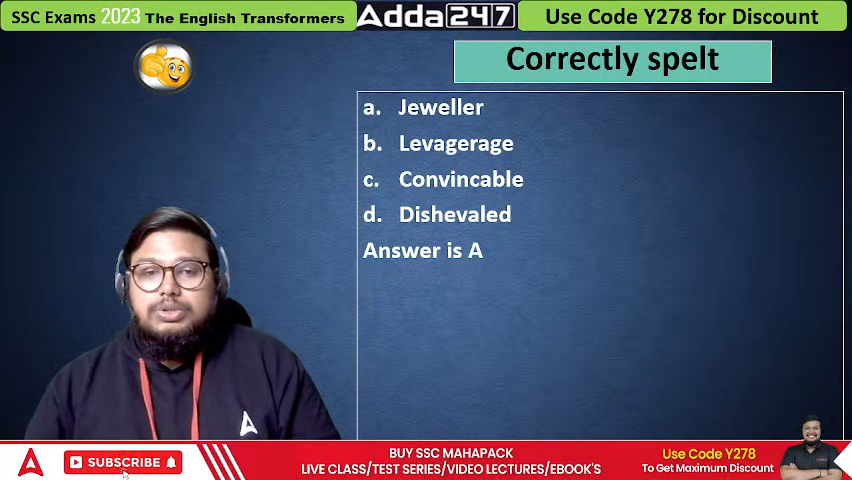 SSC Exams 2023 The English Transformers
Adda247
Use Code Y278 for Discount
Correctly spelt
a. Jeweller
b. Levagerage
c. Convincable
d. Dishevaled
Answer is A
SUBSCRIBE
BUY SSC MAHAPACK
LIVE CLASS/TEST SERIES/VIDEO LECTURES/EBOOK'S
Use Code Y278
To Get Maximum Discount